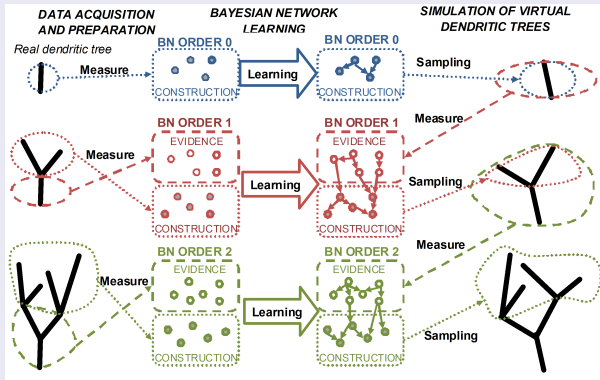 DATA ACQUISITION
AND PREPARATION
BAYESIAN NETWORK
LEARNING
SIMULATION OF VIRTUAL
DENDRITIC TREES
Real dendritic tree
BN ORDER 0
BN ORDER 0
Measure
Learning
Sampling
CONSTRUCTION
CONSTRUCTION
Measure
BN ORDER 1
BN ORDER 1
EVIDENCE
EVIDENCE
Measure
Learning
Sampling
CONSTRUCTION
CONSTRUCTION
Measure
BN ORDER 2
BN ORDER 2
EVIDENCE
EVIDENCE
Measure
Learning
Sampling
CONSTRUCTION
CONSTRUCTION